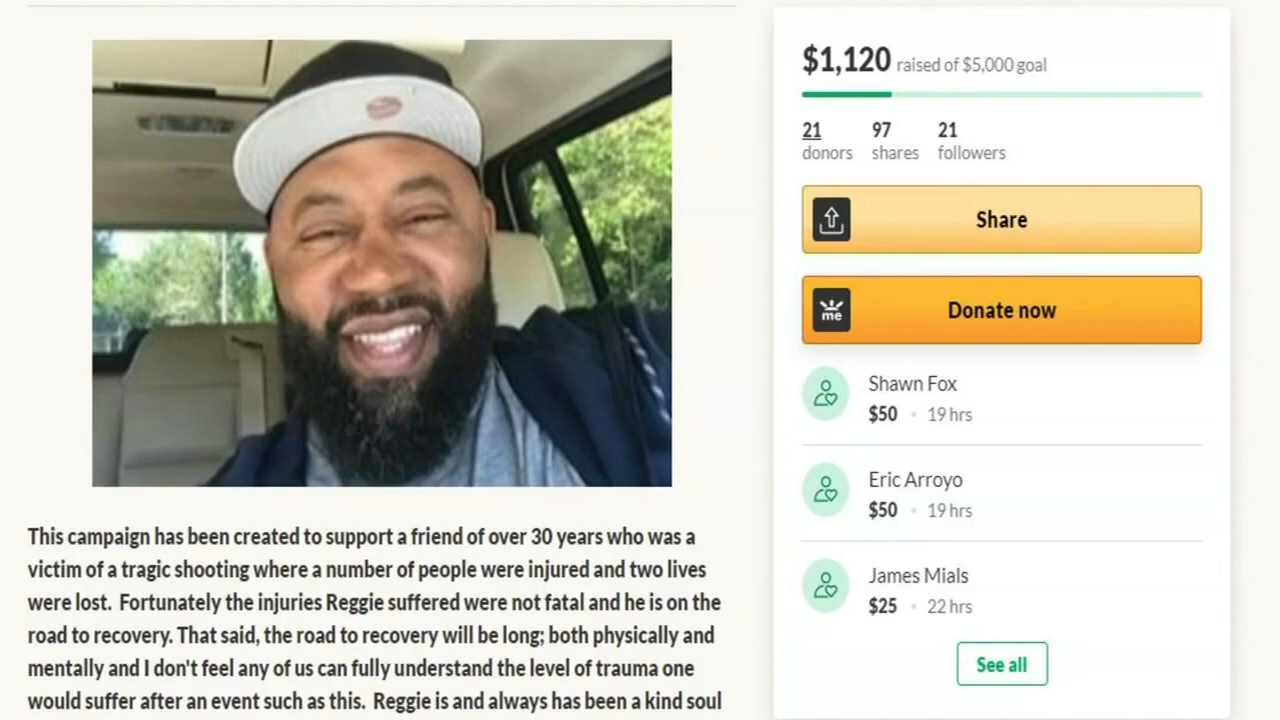 $1,120 raised of $5,000 goal
21 97 21
donors shares followers
Share
me Donate now
Shawn Fox
$50 • 19 hrs
Eric Arroyo
$50 • 19 hrs
James Mials
$25 • 22 hrs
See all
This campaign has been created to support a friend of over 30 years who was a
victim of a tragic shooting where a number of people were injured and two lives
were lost. Fortunately the injuries Reggie suffered were not fatal and he is on the
road to recovery. That said, the road to recovery will be long; both physically and
mentally and I don't feel any of us can fully understand the level of trauma one
would suffer after an event such as this. Reggie is and always has been a kind soul